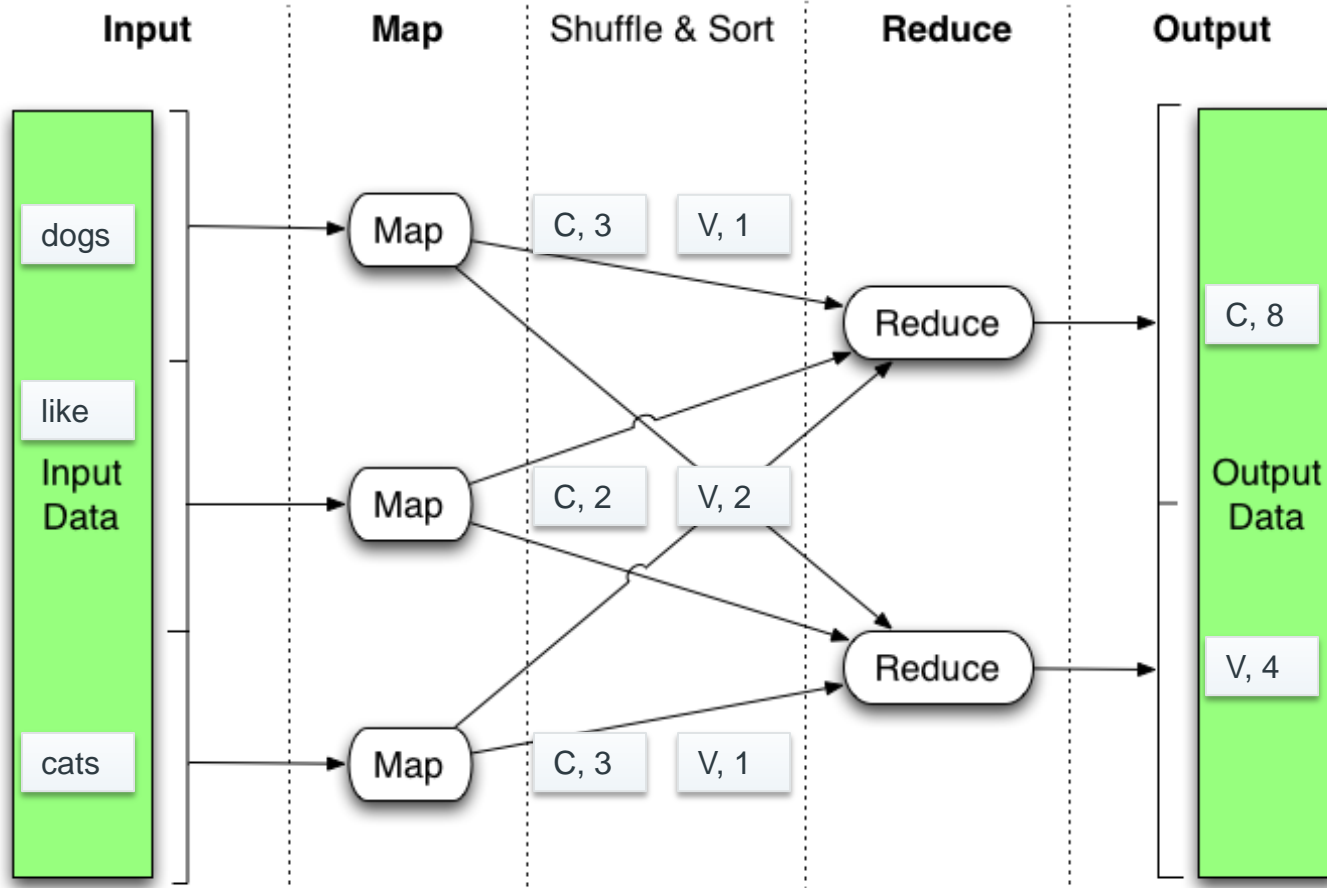 Input Map Shuffle & Sort Reduce Output
dogs
Map
C, 3 V, 1
Reduce
C, 8
like
Input
Data
Map
C, 2 V, 2
Output
Data
Reduce
V, 4
cats
Map
C, 3 V, 1